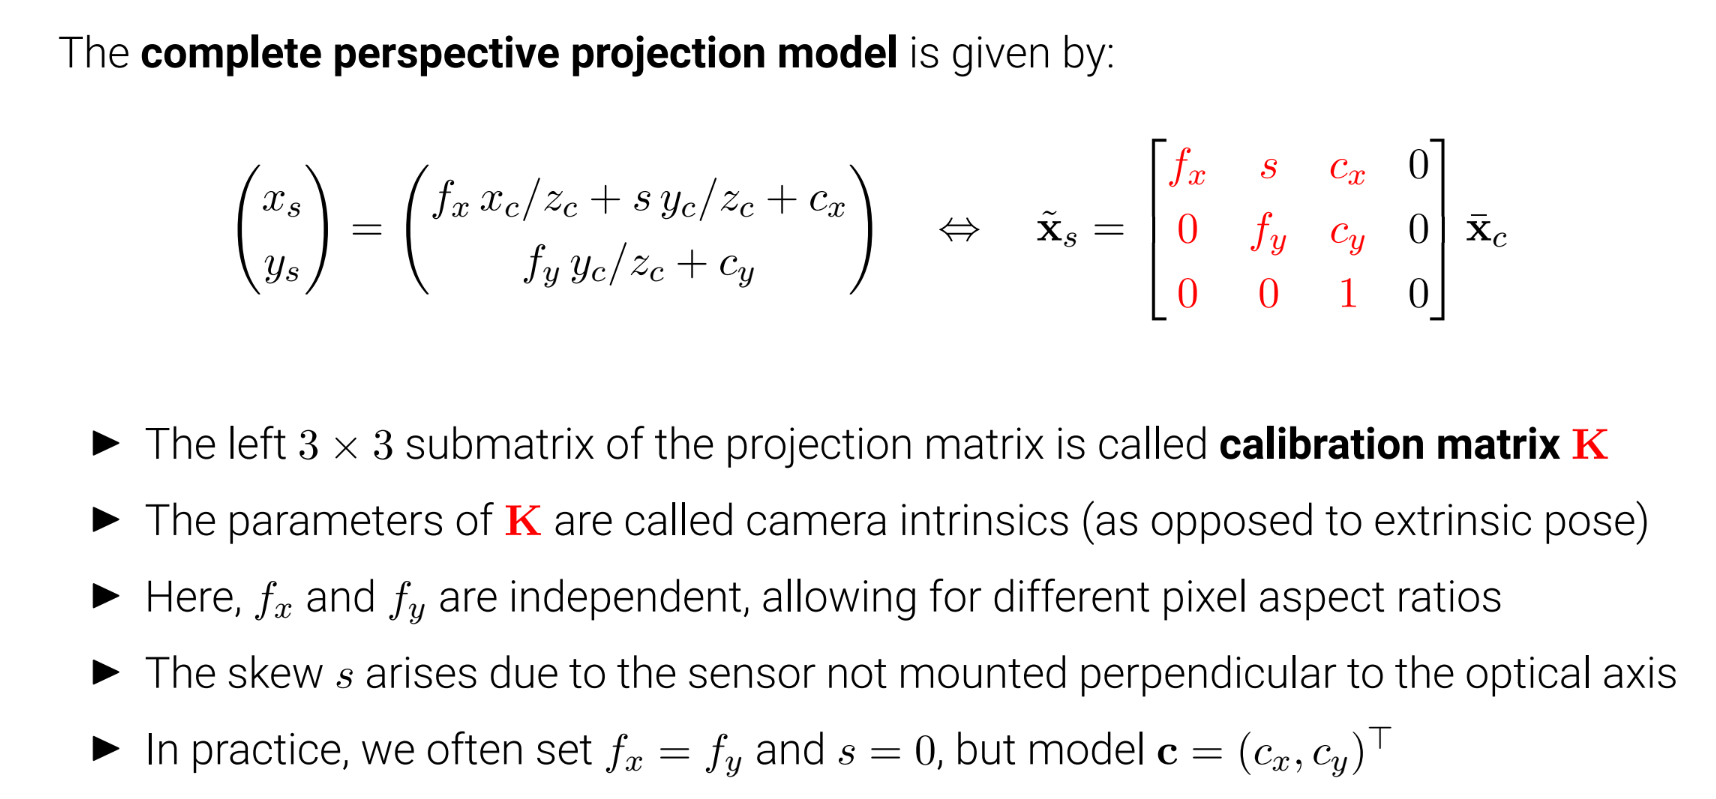 The complete perspective projection model is given by:
$$\begin{pmatrix} x_s \\ y_s \end{pmatrix} = \begin{pmatrix} f_x \, x_c/z_c + s \, y_c/z_c + c_x \\ f_y \, y_c/z_c + c_y \end{pmatrix} \quad \Leftrightarrow \quad \tilde{\mathbf{x}}_s = \begin{bmatrix} f_x & s & c_x & 0 \\ 0 & f_y & c_y & 0 \\ 0 & 0 & 1 & 0 \end{bmatrix} \bar{\mathbf{x}}_c$$
▶ The left $3 \times 3$ submatrix of the projection matrix is called calibration matrix $\mathbf{K}$
▶ The parameters of $\mathbf{K}$ are called camera intrinsics (as opposed to extrinsic pose)
▶ Here, $f_x$ and $f_y$ are independent, allowing for different pixel aspect ratios
▶ The skew $s$ arises due to the sensor not mounted perpendicular to the optical axis
▶ In practice, we often set $f_x = f_y$ and $s = 0$, but model $\mathbf{c} = (c_x, c_y)^\top$